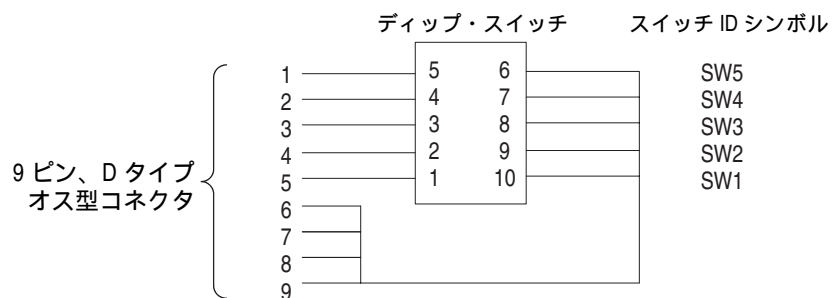 ディップ・スイッチ スイッチ ID シンボル
1 5 6 SW5
2 4 7 SW4
3 3 8 SW3
4 2 9 SW2
5 1 10 SW1
9 ピン、D タイプ
オス型コネクタ
6
7
8
9